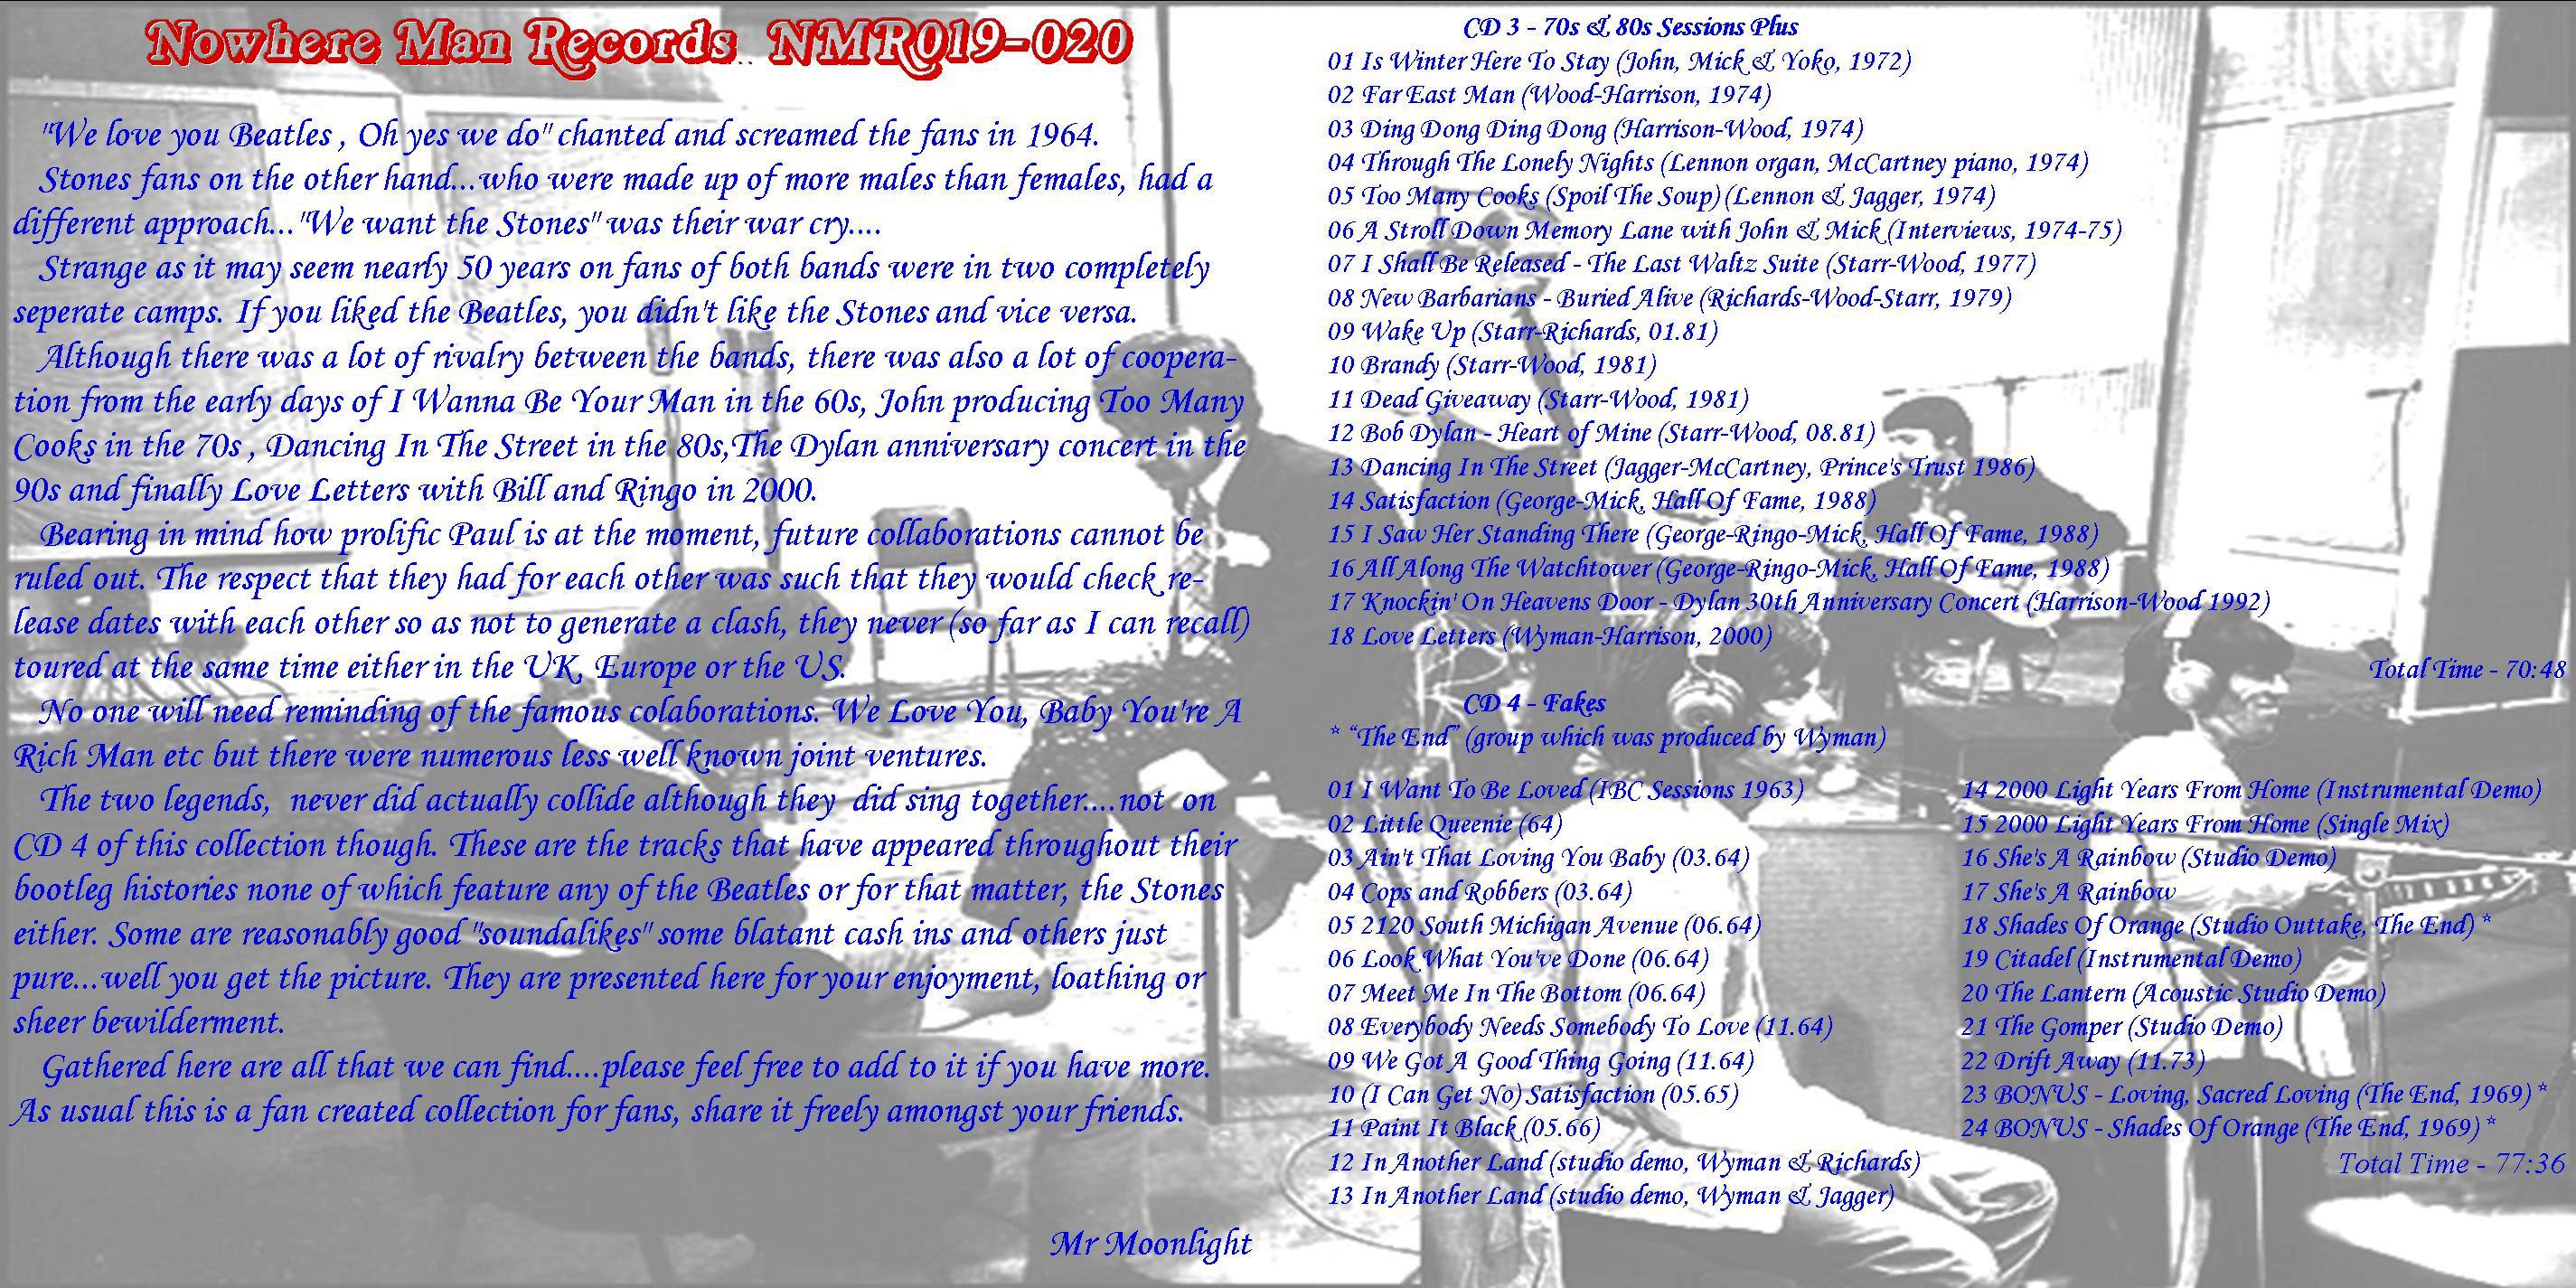 Nowhere Man Records.. NMR019-020
"We love you Beatles , Oh yes we do" chanted and screamed the fans in 1964.
Stones fans on the other hand...who were made up of more males than females, had a
different approach..."We want the Stones" was their war cry....
Strange as it may seem nearly 50 years on fans of both bands were in two completely
seperate camps. If you liked the Beatles, you didn't like the Stones and vice versa.
Although there was a lot of rivalry between the bands, there was also a lot of coopera-
tion from the early days of I Wanna Be Your Man in the 60s, John producing Too Many
Cooks in the 70s , Dancing In The Street in the 80s,The Dylan anniversary concert in the
90s and finally Love Letters with Bill and Ringo in 2000.
Bearing in mind how prolific Paul is at the moment, future collaborations cannot be
ruled out. The respect that they had for each other was such that they would check re-
lease dates with each other so as not to generate a clash, they never (so far as I can recall)
toured at the same time either in the UK, Europe or the US.
No one will need reminding of the famous colaborations. We Love You, Baby You're A
Rich Man etc but there were numerous less well known joint ventures.
The two legends, never did actually collide although they did sing together....not on
CD 4 of this collection though. These are the tracks that have appeared throughout their
bootleg histories none of which feature any of the Beatles or for that matter, the Stones
either. Some are reasonably good "soundalikes" some blatant cash ins and others just
pure...well you get the picture. They are presented here for your enjoyment, loathing or
sheer bewilderment.
Gathered here are all that we can find....please feel free to add to it if you have more.
As usual this is a fan created collection for fans, share it freely amongst your friends.
Mr Moonlight
CD 3 - 70s & 80s Sessions Plus
01 Is Winter Here To Stay (John, Mick & Yoko, 1972)
02 Far East Man (Wood-Harrison, 1974)
03 Ding Dong Ding Dong (Harrison-Wood, 1974)
04 Through The Lonely Nights (Lennon organ, McCartney piano, 1974)
05 Too Many Cooks (Spoil The Soup) (Lennon & Jagger, 1974)
06 A Stroll Down Memory Lane with John & Mick (Interviews, 1974-75)
07 I Shall Be Released - The Last Waltz Suite (Starr-Wood, 1977)
08 New Barbarians - Buried Alive (Richards-Wood-Starr, 1979)
09 Wake Up (Starr-Richards, 01.81)
10 Brandy (Starr-Wood, 1981)
11 Dead Giveaway (Starr-Wood, 1981)
12 Bob Dylan - Heart of Mine (Starr-Wood, 08.81)
13 Dancing In The Street (Jagger-McCartney, Prince's Trust 1986)
14 Satisfaction (George-Mick, Hall Of Fame, 1988)
15 I Saw Her Standing There (George-Ringo-Mick, Hall Of Fame, 1988)
16 All Along The Watchtower (George-Ringo-Mick, Hall Of Fame, 1988)
17 Knockin' On Heavens Door - Dylan 30th Anniversary Concert (Harrison-Wood 1992)
18 Love Letters (Wyman-Harrison, 2000)
Total Time - 70:48
CD 4 - Fakes
* “The End” (group which was produced by Wyman)
01 I Want To Be Loved (IBC Sessions 1963)
02 Little Queenie (64)
03 Ain't That Loving You Baby (03.64)
04 Cops and Robbers (03.64)
05 2120 South Michigan Avenue (06.64)
06 Look What You've Done (06.64)
07 Meet Me In The Bottom (06.64)
08 Everybody Needs Somebody To Love (11.64)
09 We Got A Good Thing Going (11.64)
10 (I Can Get No) Satisfaction (05.65)
11 Paint It Black (05.66)
12 In Another Land (studio demo, Wyman & Richards)
13 In Another Land (studio demo, Wyman & Jagger)
14 2000 Light Years From Home (Instrumental Demo)
15 2000 Light Years From Home (Single Mix)
16 She's A Rainbow (Studio Demo)
17 She's A Rainbow
18 Shades Of Orange (Studio Outtake, The End) *
19 Citadel (Instrumental Demo)
20 The Lantern (Acoustic Studio Demo)
21 The Gomper (Studio Demo)
22 Drift Away (11.73)
23 BONUS - Loving, Sacred Loving (The End, 1969) *
24 BONUS - Shades Of Orange (The End, 1969) *
Total Time - 77:36